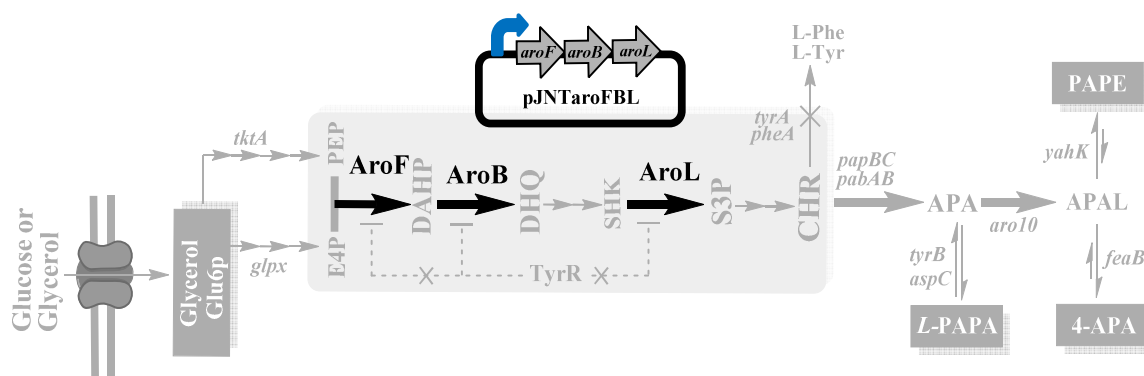 aroF aroB aroL
pJNTaroFBL
L-Phe
L-Tyr
PAPE
tktA
PEP
tyrA
pheA
AroF
AroB
AroL
papBC
pabAB
yahK
DAHP
DHQ
SHK
S3P
CHR
APA
aro10
APAL
Glucose or
Glycerol
Glycerol
Glu6p
glpx
E4P
TyrR
tyrB
aspC
feaB
L-PAPA
4-APA